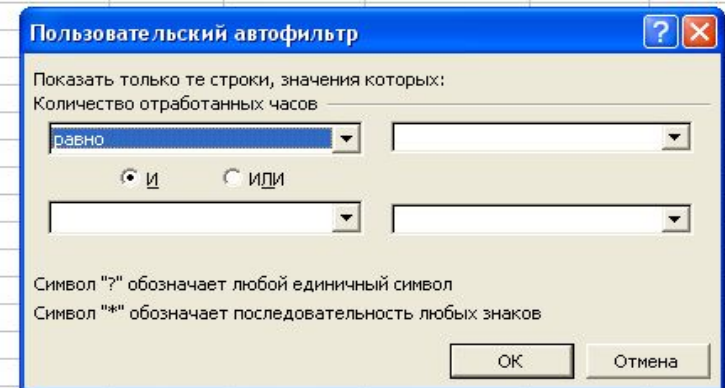 Пользовательский автофильтр
Показать только те строки, значения которых:
Количество отработанных часов
равно
И ИЛИ
Символ "?" обозначает любой единичный символ
Символ "*" обозначает последовательность любых знаков
ОК Отмена